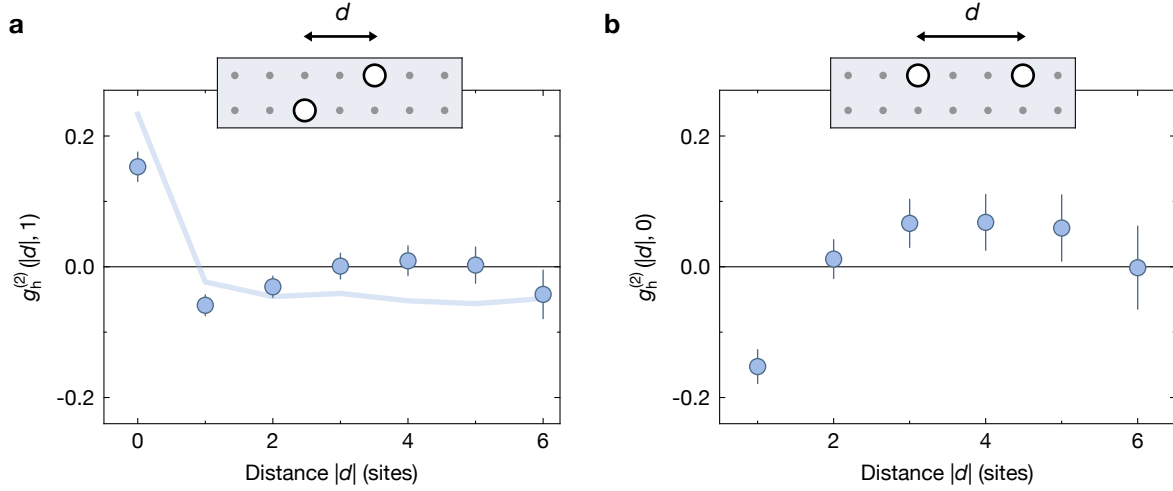 a
d
0.2
0.0
-0.2
g_h^(2)(|d|, 1)
0 2 4 6
Distance |d| (sites)
b
d
0.2
0.0
-0.2
g_h^(2)(|d|, 0)
2 4 6
Distance |d| (sites)